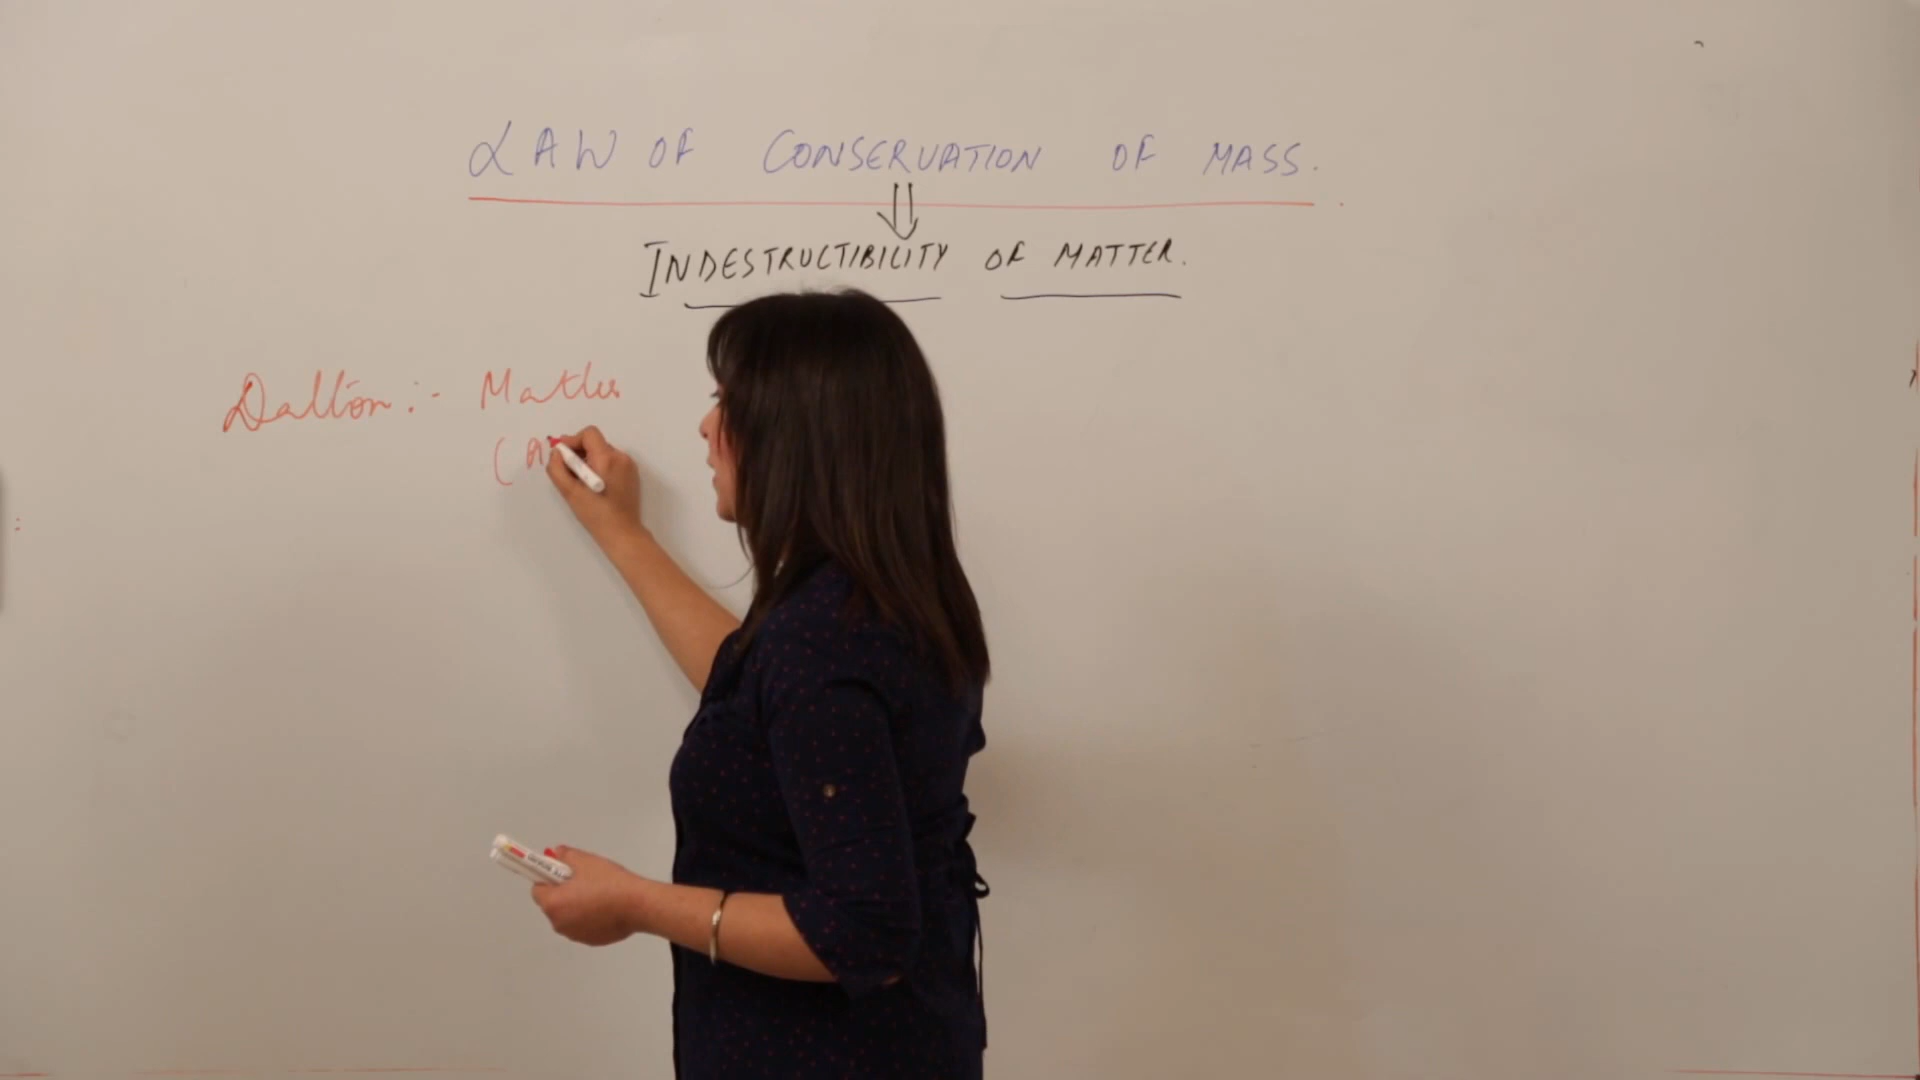 LAW OF CONSERVATION OF MASS.
INDESTRUCTIBILITY OF MATTER.
Dalton :- Matter
(A